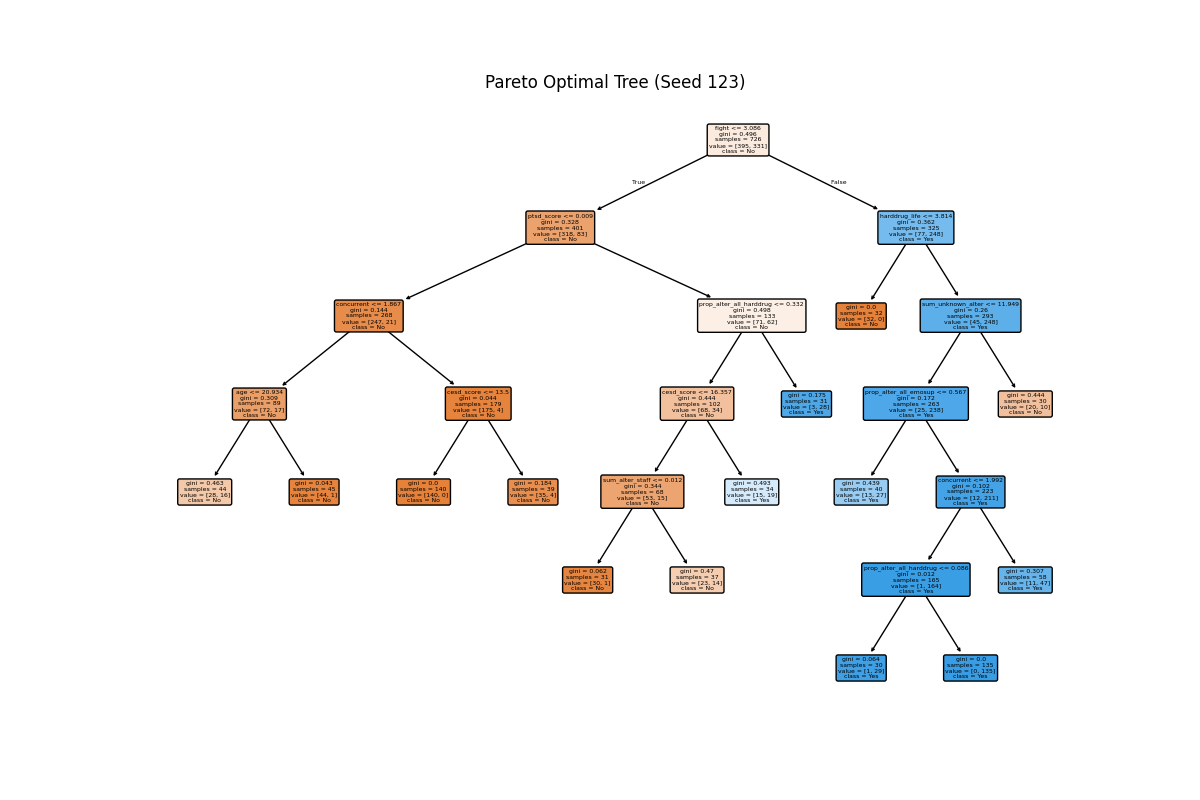 Pareto Optimal Tree (Seed 123)
fight <= 3.086
gini = 0.496
samples = 726
value = [395, 331]
class = No
True
False
ptsd_score <= 0.009
gini = 0.328
samples = 401
value = [318, 83]
class = No
harddrug_life <= 3.814
gini = 0.362
samples = 325
value = [77, 248]
class = Yes
concurrent <= 1.867
gini = 0.144
samples = 268
value = [247, 21]
class = No
prop_alter_all_harddrug <= 0.332
gini = 0.498
samples = 133
value = [71, 62]
class = No
gini = 0.0
samples = 32
value = [32, 0]
class = No
sum_unknown_alter <= 11.949
gini = 0.26
samples = 293
value = [45, 248]
class = Yes
age <= 20.934
gini = 0.309
samples = 89
value = [72, 17]
class = No
cesd_score <= 13.5
gini = 0.044
samples = 179
value = [175, 4]
class = No
cesd_score <= 16.357
gini = 0.444
samples = 102
value = [68, 34]
class = No
gini = 0.175
samples = 31
value = [3, 28]
class = Yes
prop_alter_all_emosup <= 0.567
gini = 0.172
samples = 263
value = [25, 238]
class = Yes
gini = 0.444
samples = 30
value = [20, 10]
class = No
gini = 0.463
samples = 44
value = [28, 16]
class = No
gini = 0.043
samples = 45
value = [44, 1]
class = No
gini = 0.0
samples = 140
value = [140, 0]
class = No
gini = 0.184
samples = 39
value = [35, 4]
class = No
sum_alter_staff <= 0.012
gini = 0.344
samples = 68
value = [53, 15]
class = No
gini = 0.493
samples = 34
value = [15, 19]
class = Yes
gini = 0.439
samples = 40
value = [13, 27]
class = Yes
concurrent <= 1.992
gini = 0.102
samples = 223
value = [12, 211]
class = Yes
gini = 0.062
samples = 31
value = [30, 1]
class = No
gini = 0.47
samples = 37
value = [23, 14]
class = No
prop_alter_all_harddrug <= 0.086
gini = 0.012
samples = 165
value = [1, 164]
class = Yes
gini = 0.307
samples = 58
value = [11, 47]
class = Yes
gini = 0.064
samples = 30
value = [1, 29]
class = Yes
gini = 0.0
samples = 135
value = [0, 135]
class = Yes